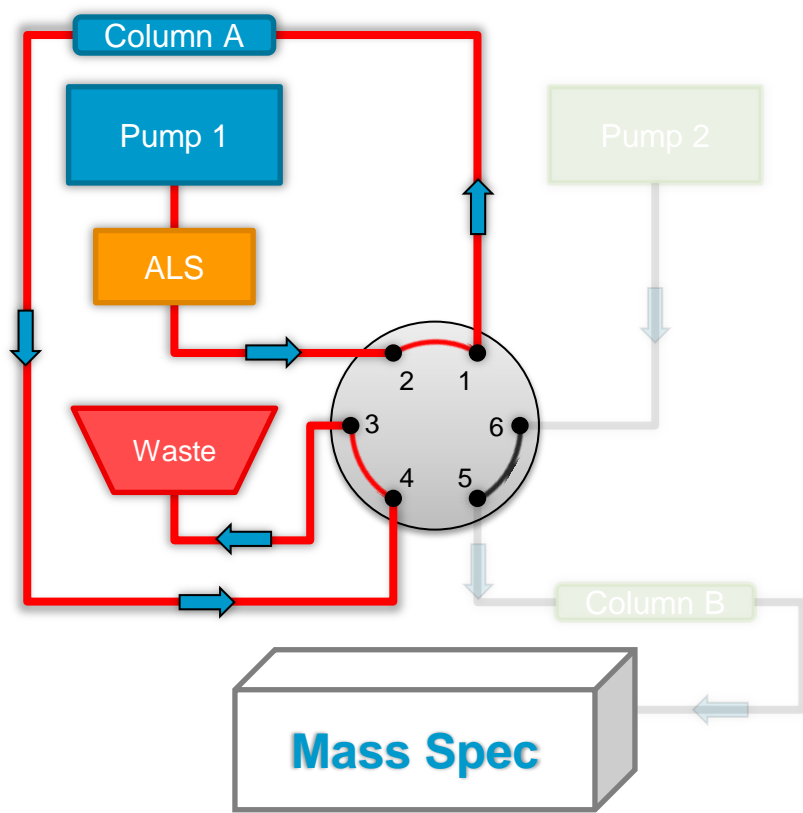 Column A
Pump 1
Pump 2
ALS
2
1
3
6
Waste
4
5
Column B
Mass Spec